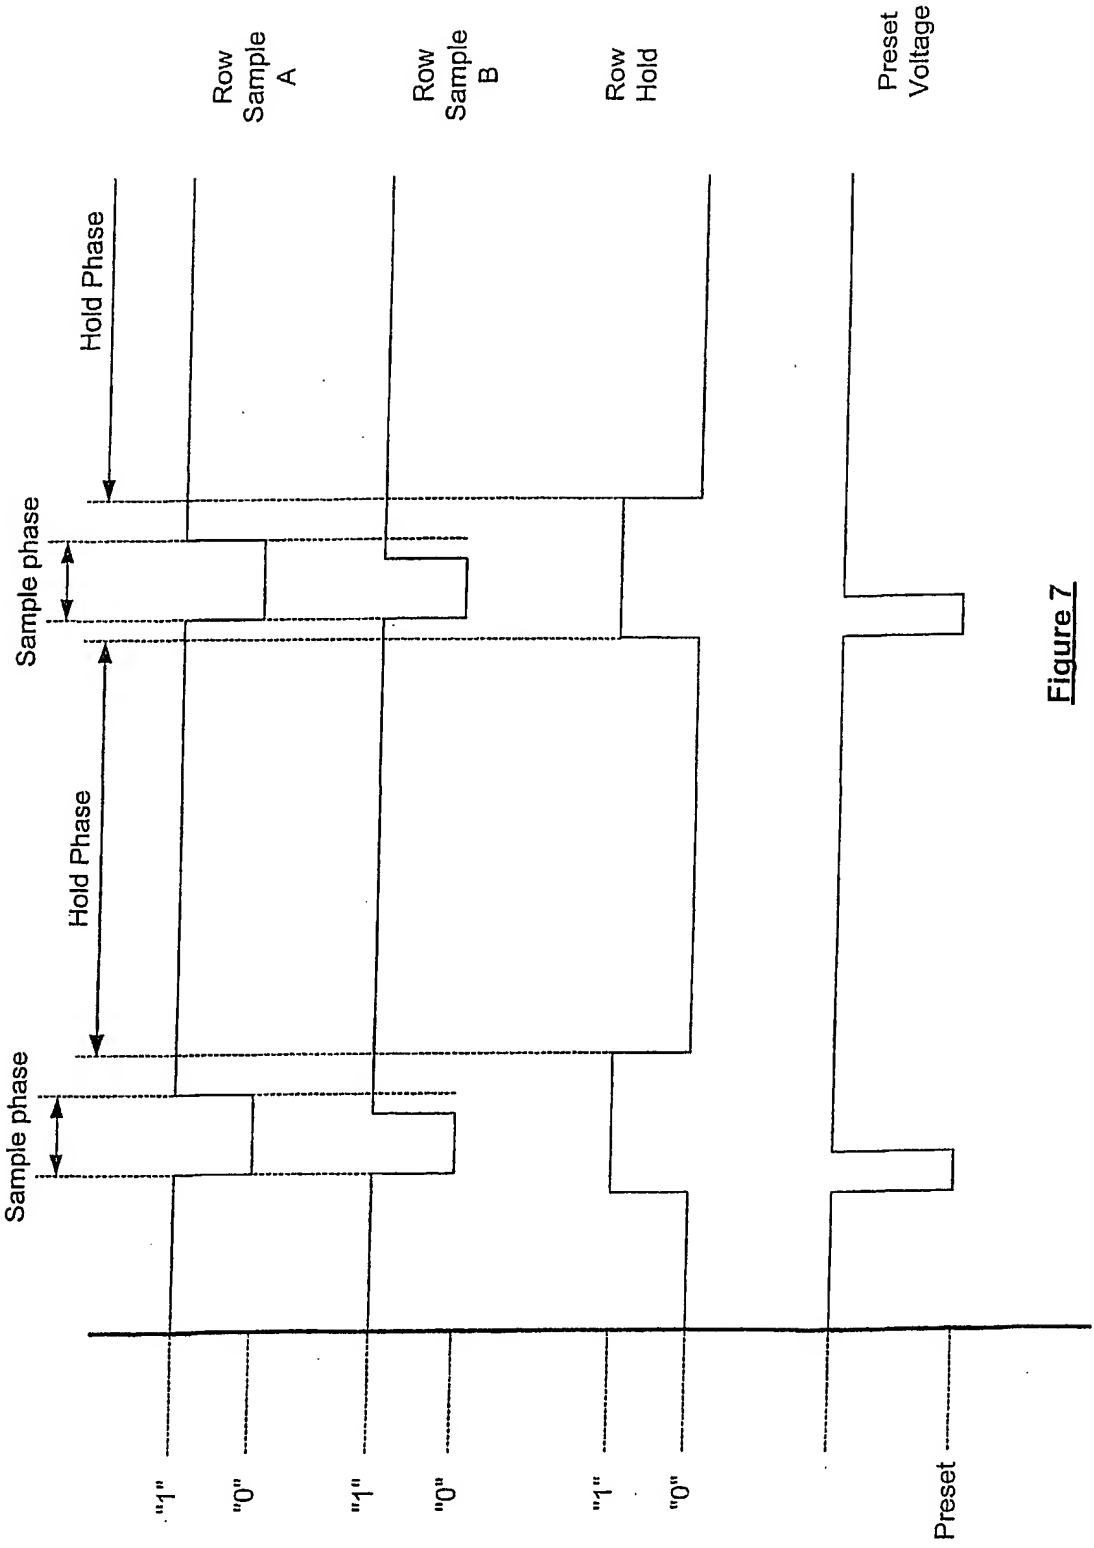 Sample phase
Hold Phase
Sample phase
Hold Phase
"1"
"0"
Row
Sample
A
"1"
"0"
Row
Sample
B
"1"
"0"
Row
Hold
Preset
Preset
Voltage
Figure 7